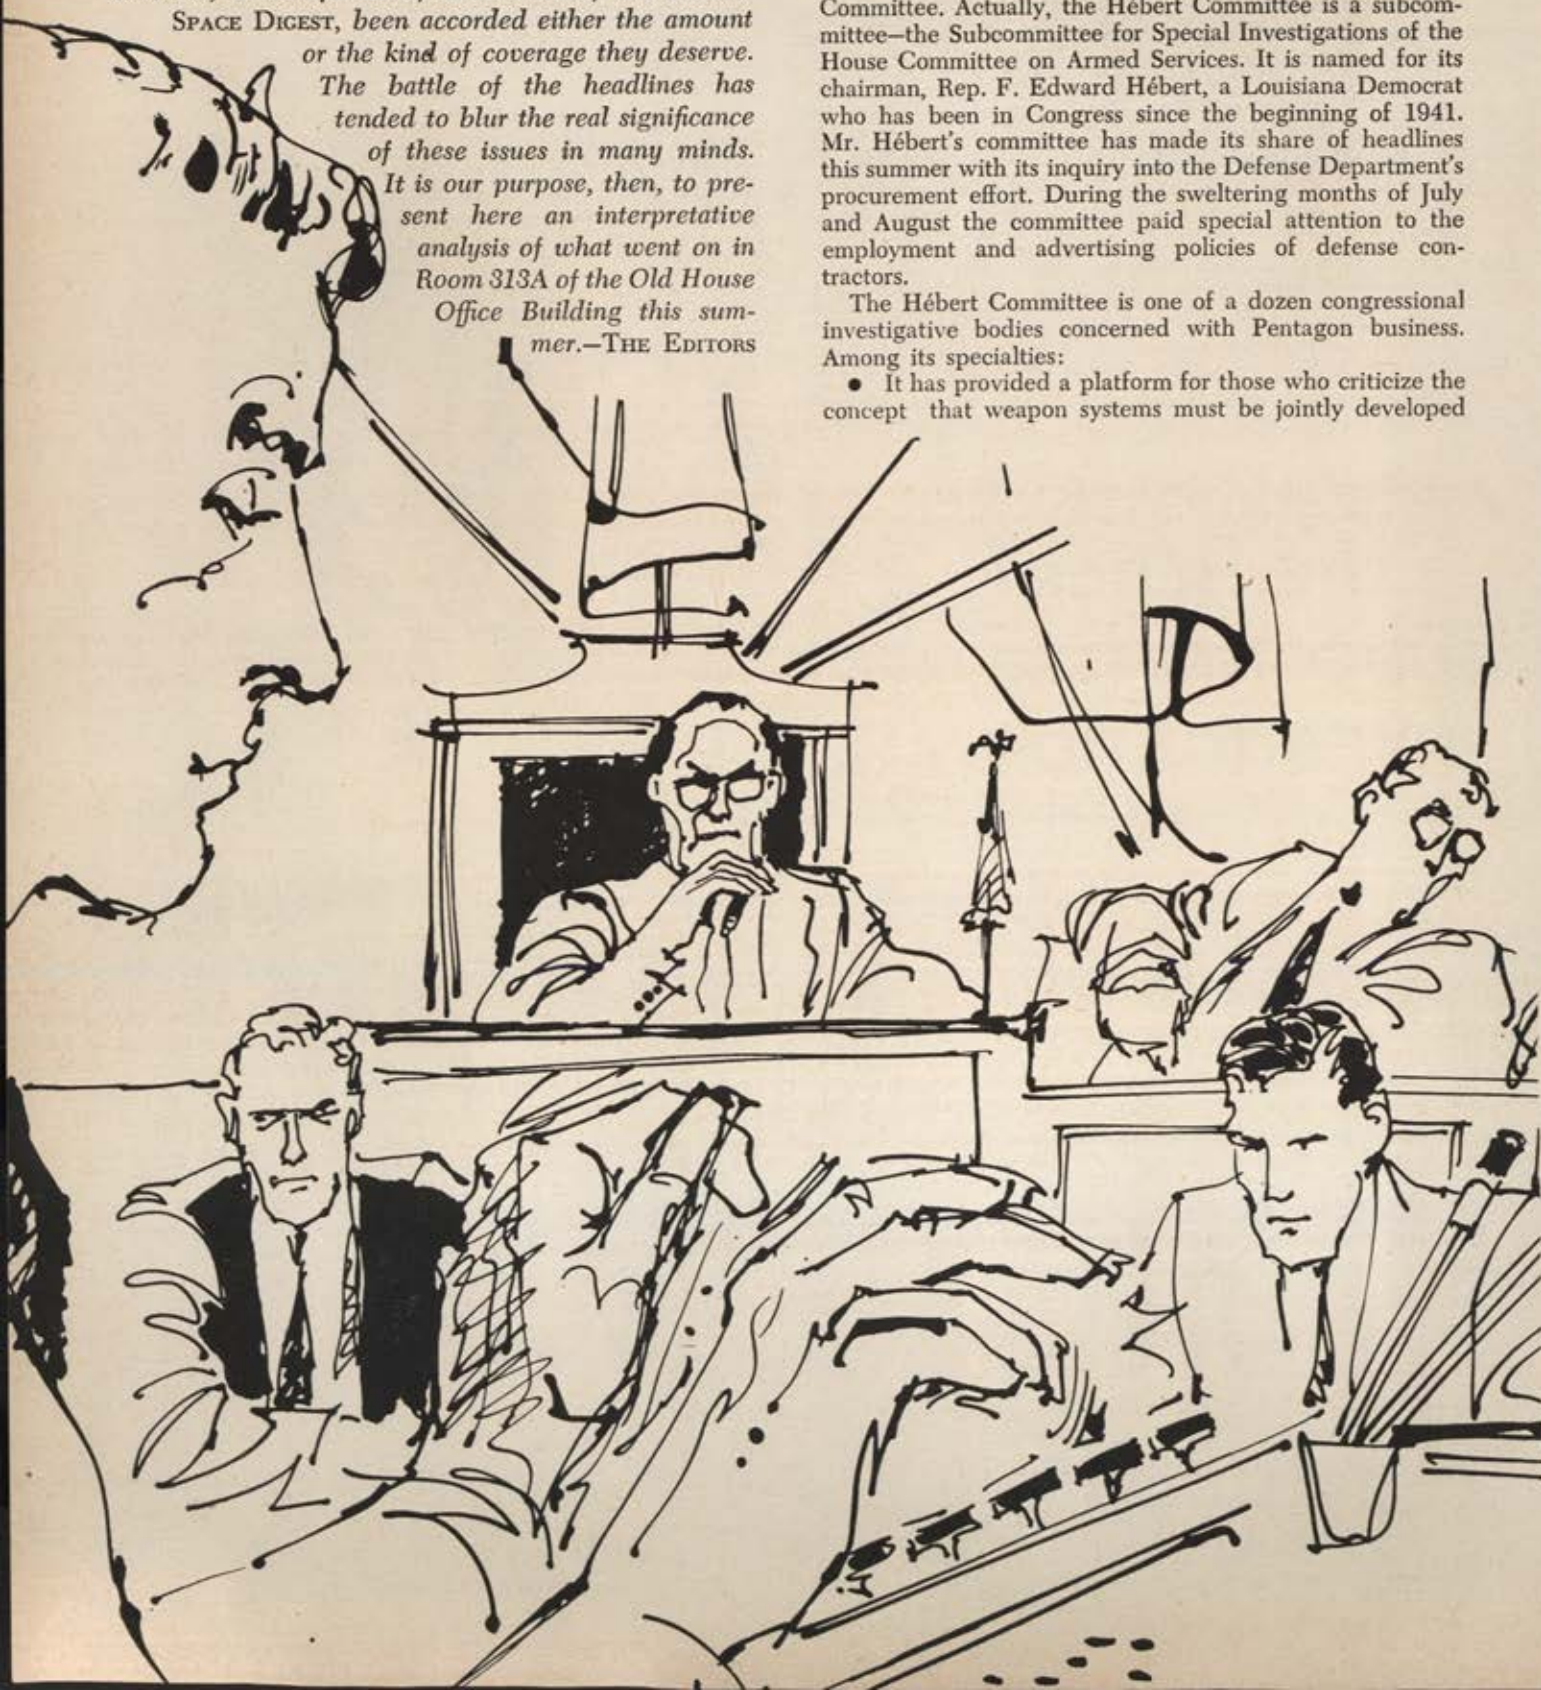 SPACE DIGEST, been accorded either the amount
or the kind of coverage they deserve.
The battle of the headlines has
tended to blur the real significance
of these issues in many minds.
It is our purpose, then, to pre-
sent here an interpretative
analysis of what went on in
Room 313A of the Old House
Office Building this sum-
mer.—THE EDITORS
Committee. Actually, the Hébert Committee is a subcom-
mittee—the Subcommittee for Special Investigations of the
House Committee on Armed Services. It is named for its
chairman, Rep. F. Edward Hébert, a Louisiana Democrat
who has been in Congress since the beginning of 1941.
Mr. Hébert's committee has made its share of headlines
this summer with its inquiry into the Defense Department's
procurement effort. During the sweltering months of July
and August the committee paid special attention to the
employment and advertising policies of defense con-
tractors.
The Hébert Committee is one of a dozen congressional
investigative bodies concerned with Pentagon business.
Among its specialties:
• It has provided a platform for those who criticize the
concept that weapon systems must be jointly developed